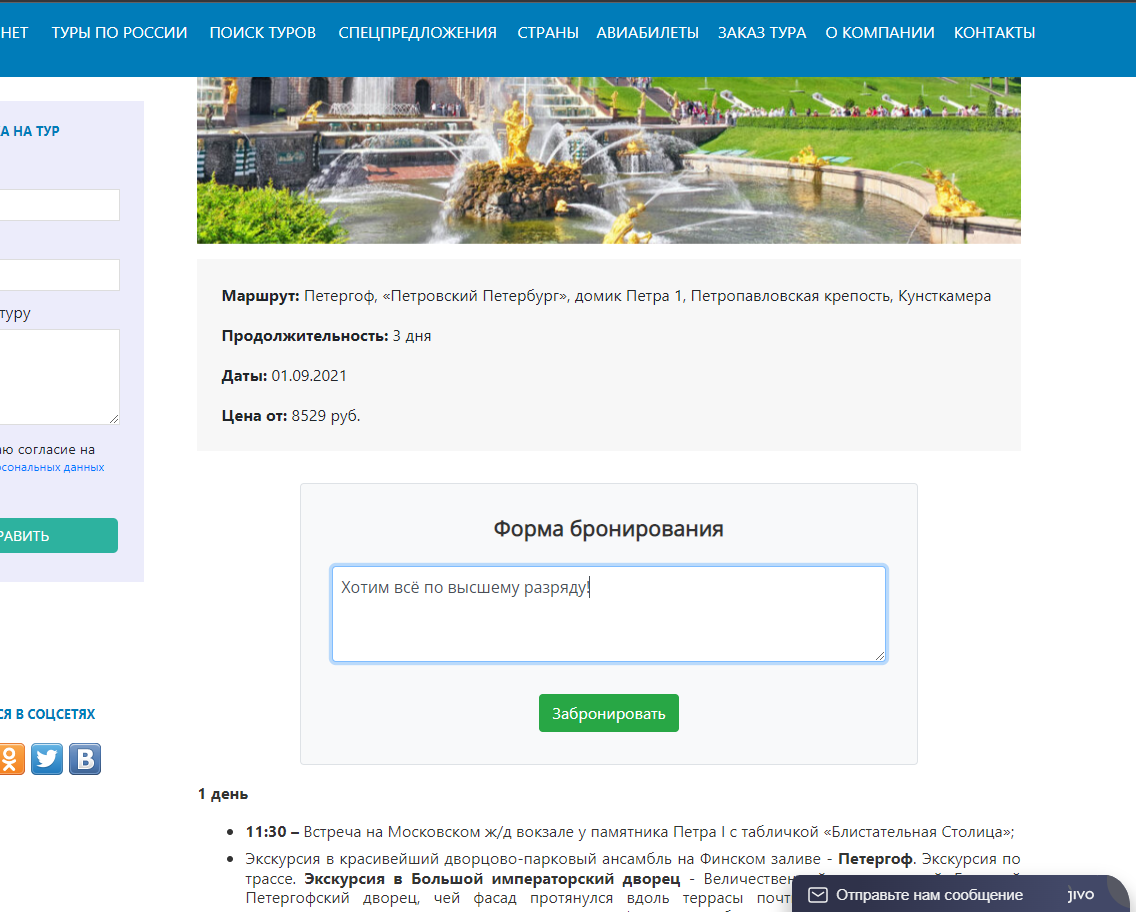 НЕТ ТУРЫ ПО РОССИИ ПОИСК ТУРОВ СПЕЦПРЕДЛОЖЕНИЯ СТРАНЫ АВИАБИЛЕТЫ ЗАКАЗ ТУРА О КОМПАНИИ КОНТАКТЫ
А НА ТУР
туру
аю согласие на
рсональных данных
РАВИТЬ
СЯ В СОЦСЕТЯХ
Маршрут: Петергоф, «Петровский Петербург», домик Петра 1, Петропавловская крепость, Кунсткамера
Продолжительность: 3 дня
Даты: 01.09.2021
Цена от: 8529 руб.
Форма бронирования
Хотим всё по высшему разряду!
Забронировать
1 день
11:30 – Встреча на Московском ж/д вокзале у памятника Петра I с табличкой «Блистательная Столица»;
Экскурсия в красивейший дворцово-парковый ансамбль на Финском заливе - Петергоф. Экскурсия по
трассе. Экскурсия в Большой императорский дворец - Величествен
Петергофский дворец, чей фасад протянулся вдоль террасы почт
Отправьте нам сообщение jivo